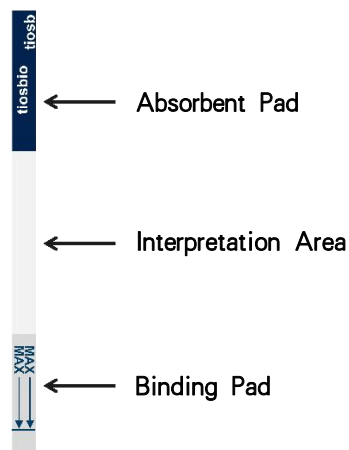 tiosbio
tiosb
Absorbent Pad
Interpretation Area
MAX
MAX
Binding Pad